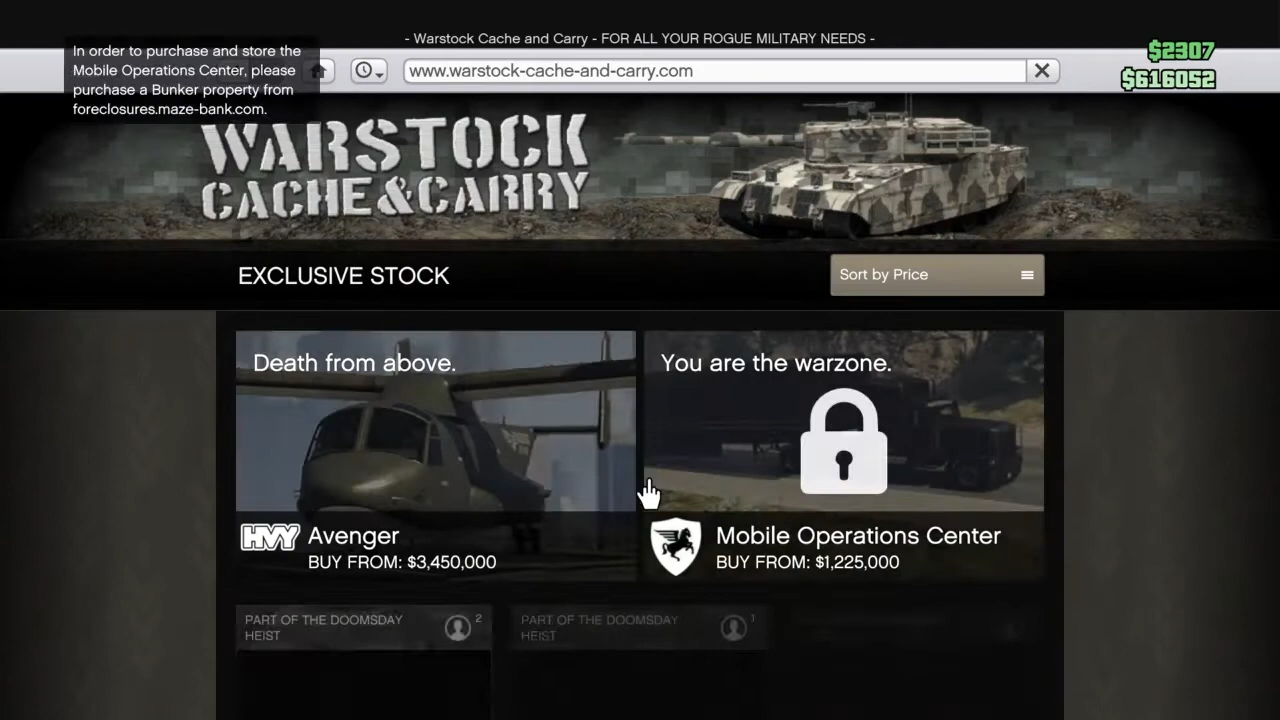 - Warstock Cache and Carry - FOR ALL YOUR ROGUE MILITARY NEEDS -
In order to purchase and store the
Mobile Operations Center, please
purchase a Bunker property from
foreclosures.maze-bank.com.
www.warstock-cache-and-carry.com
$2307
$616052
WARSTOCK
CACHE&CARRY
EXCLUSIVE STOCK
Sort by Price
Death from above.
HVY
Avenger
BUY FROM: $3,450,000
You are the warzone.
Mobile Operations Center
BUY FROM: $1,225,000
PART OF THE DOOMSDAY
HEIST
2
PART OF THE DOOMSDAY
HEIST
1